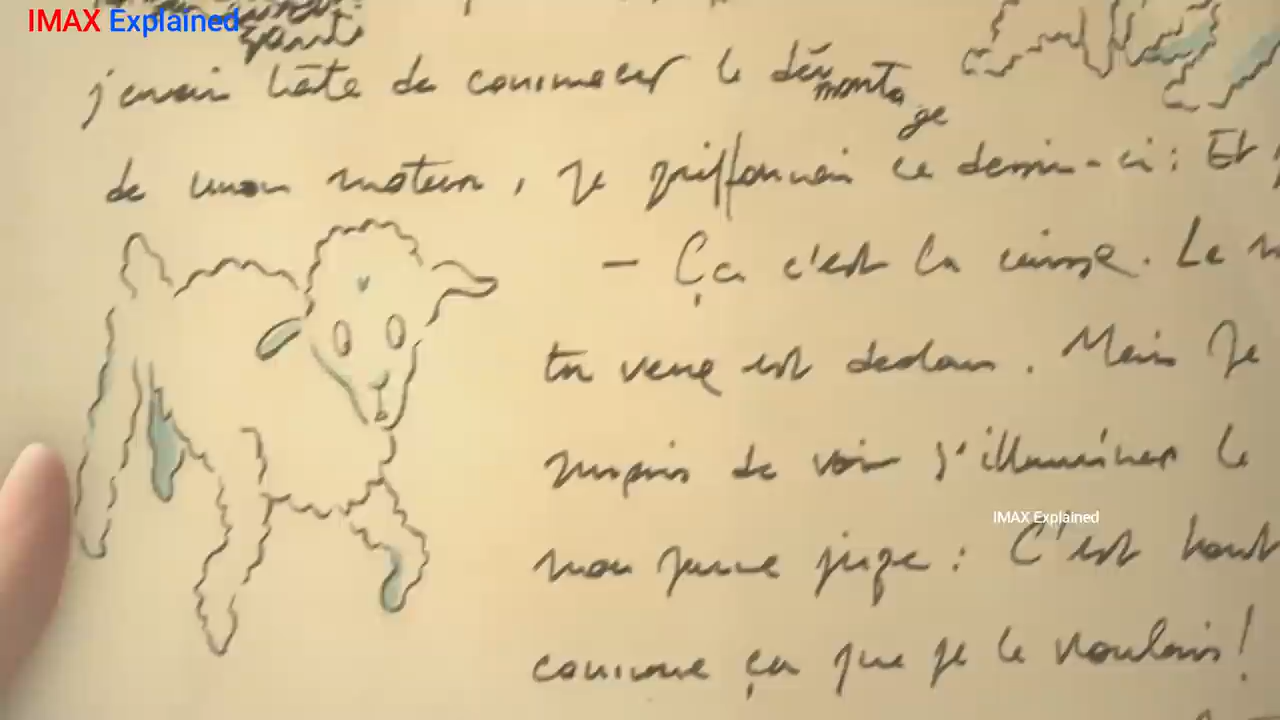 IMAX Explained
j'avais hâte de commencer le démontage
de mon moteur, je griffonnai ce dessin-ci : Et
– Ça c'est la caisse. Le
tu veux est dedans. Mais je
surpris de voir s'illuminer le
IMAX Explained
mon jeune juge : C'est tout
comme ça que je le voulais !